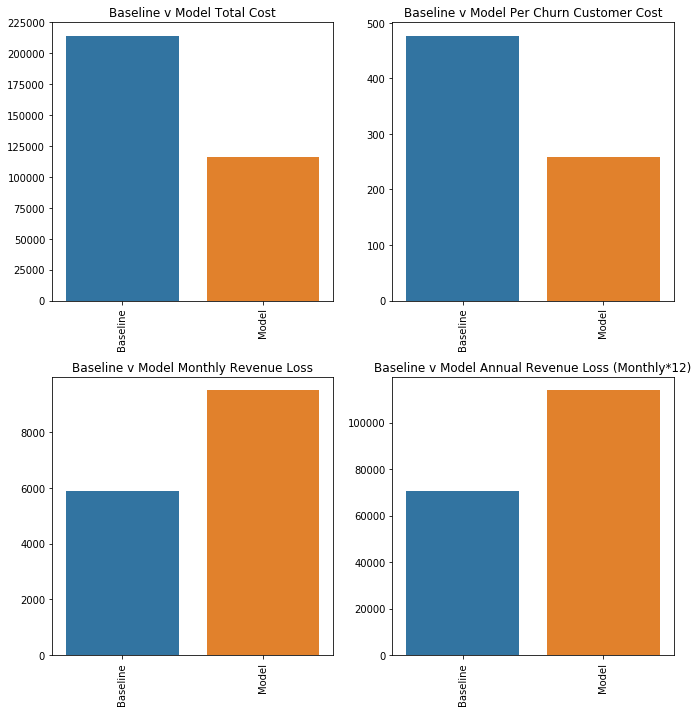 Baseline v Model Total Cost
225000
200000
175000
150000
125000
100000
75000
50000
25000
0
Baseline
Model
Baseline v Model Per Churn Customer Cost
500
400
300
200
100
0
Baseline
Model
Baseline v Model Monthly Revenue Loss
8000
6000
4000
2000
0
Baseline
Model
Baseline v Model Annual Revenue Loss (Monthly*12)
100000
80000
60000
40000
20000
0
Baseline
Model